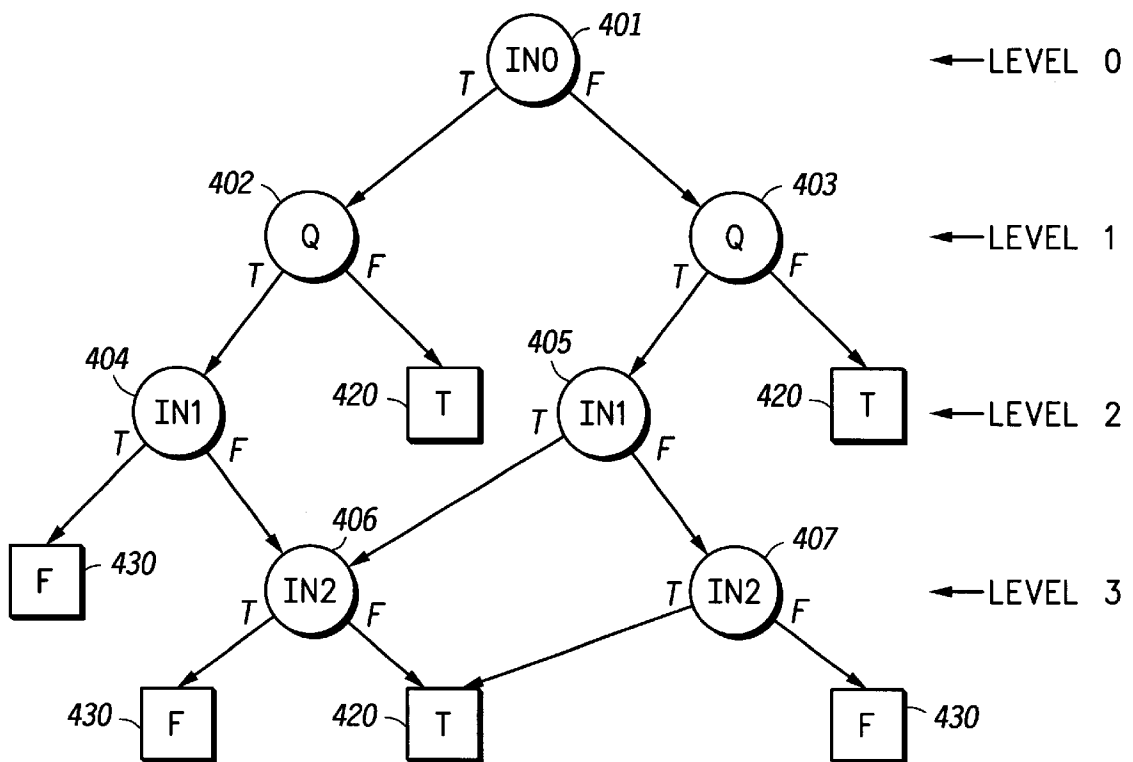 401
IN0
LEVEL 0
T F
402
403
Q
Q
LEVEL 1
T F
T F
404
405
IN1
420 T
IN1
420 T
LEVEL 2
T F
T F
406
407
F 430
IN2
IN2
LEVEL 3
T F
T F
430 F
420 T
F 430